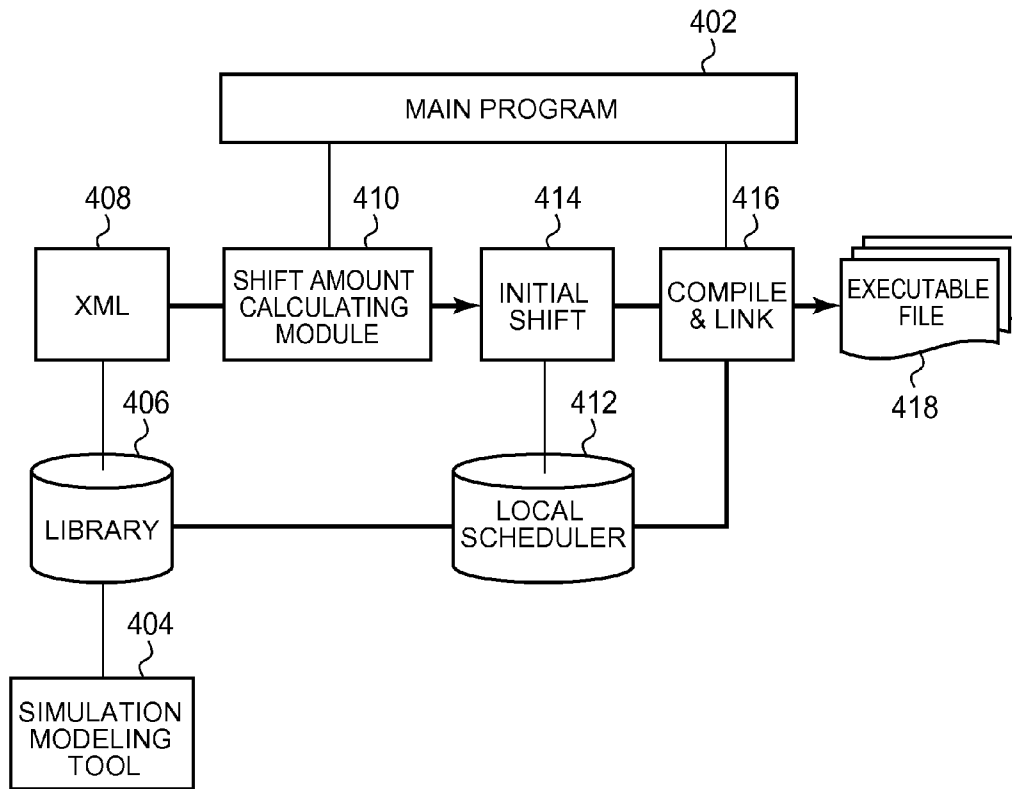 402
MAIN PROGRAM
408
410
414
416
XML
SHIFT AMOUNT
CALCULATING
MODULE
INITIAL
SHIFT
COMPILE
& LINK
EXECUTABLE
FILE
418
406
412
LIBRARY
LOCAL
SCHEDULER
404
SIMULATION
MODELING
TOOL